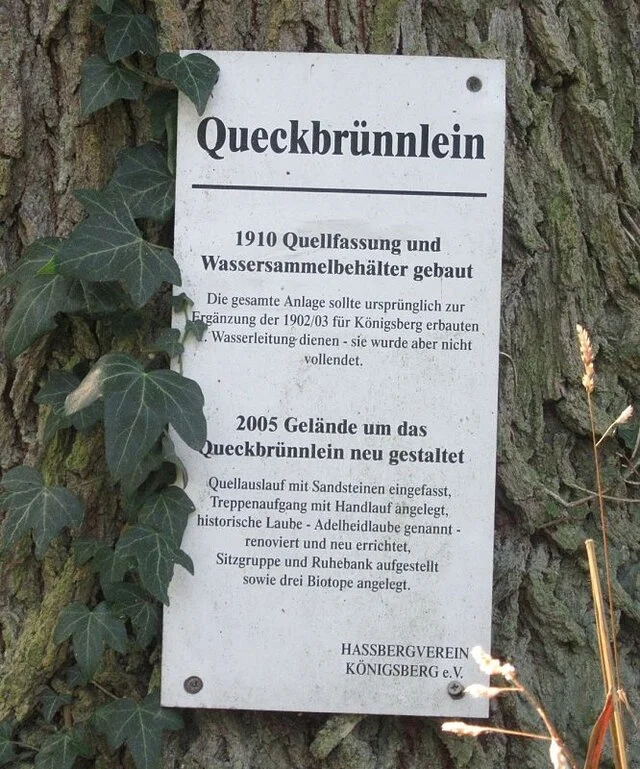 Queckbrünnlein
1910 Quellfassung und
Wassersammelbehälter gebaut
Die gesamte Anlage sollte ursprünglich zur
Ergänzung der 1902/03 für Königsberg erbauten
. Wasserleitung dienen - sie wurde aber nicht
vollendet.
2005 Gelände um das
Queckbrünnlein neu gestaltet
Quellauslauf mit Sandsteinen eingefasst,
Treppenaufgang mit Handlauf angelegt,
historische Laube - Adelheidlaube genannt -
renoviert und neu errichtet,
Sitzgruppe und Ruhebank aufgestellt
sowie drei Biotope angelegt.
HASSBERGVEREIN
KÖNIGSBERG e.V.